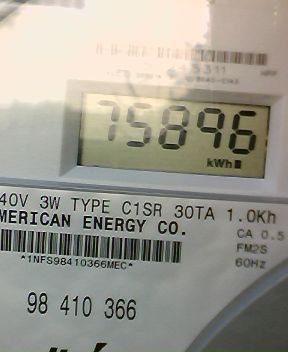 75896
kWh
40V 3W TYPE C1SR 30TA 1.0Kh
MERICAN ENERGY CO.
CA 0.5
FM2S
60Hz
*1NFS98410366MEC*
98 410 366